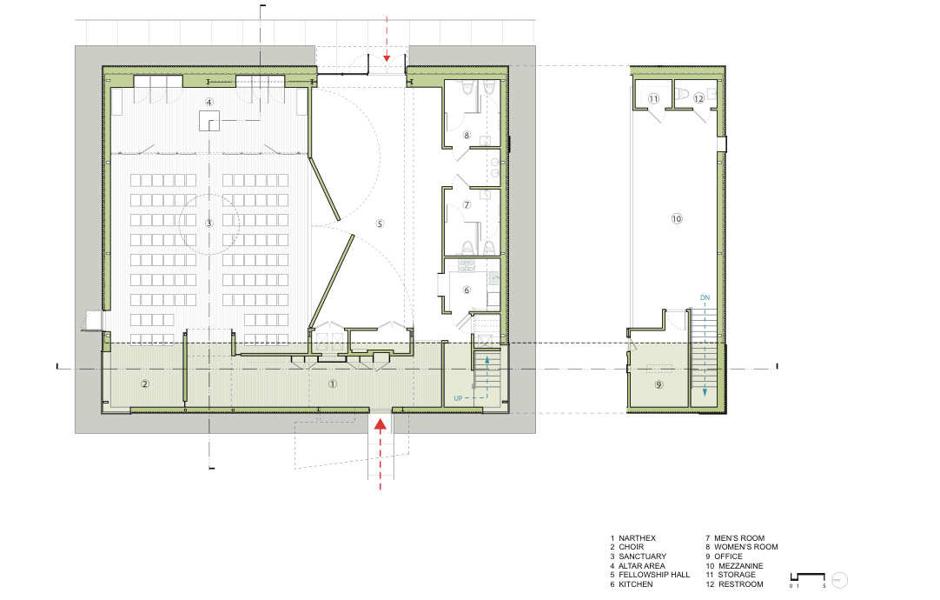 4
8
7
3
5
6
2
1
UP
11
12
10
DN
9
1 NARTHEX
2 CHOIR
3 SANCTUARY
4 ALTAR AREA
5 FELLOWSHIP HALL
6 KITCHEN
7 MEN'S ROOM
8 WOMEN'S ROOM
9 OFFICE
10 MEZZANINE
11 STORAGE
12 RESTROOM
0 1 5